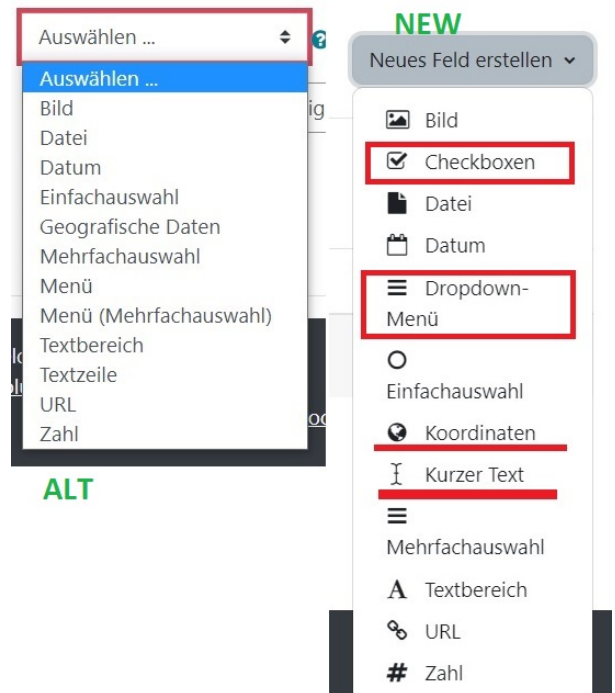 Auswählen ...
Auswählen ...
Bild
Datei
Datum
Einfachauswahl
Geografische Daten
Mehrfachauswahl
Menü
Menü (Mehrfachauswahl)
Textbereich
Textzeile
URL
Zahl
ALT
NEW
Neues Feld erstellen
Bild
Checkboxen
Datei
Datum
Dropdown-
Menü
Einfachauswahl
Koordinaten
Kurzer Text
Mehrfachauswahl
Textbereich
URL
Zahl